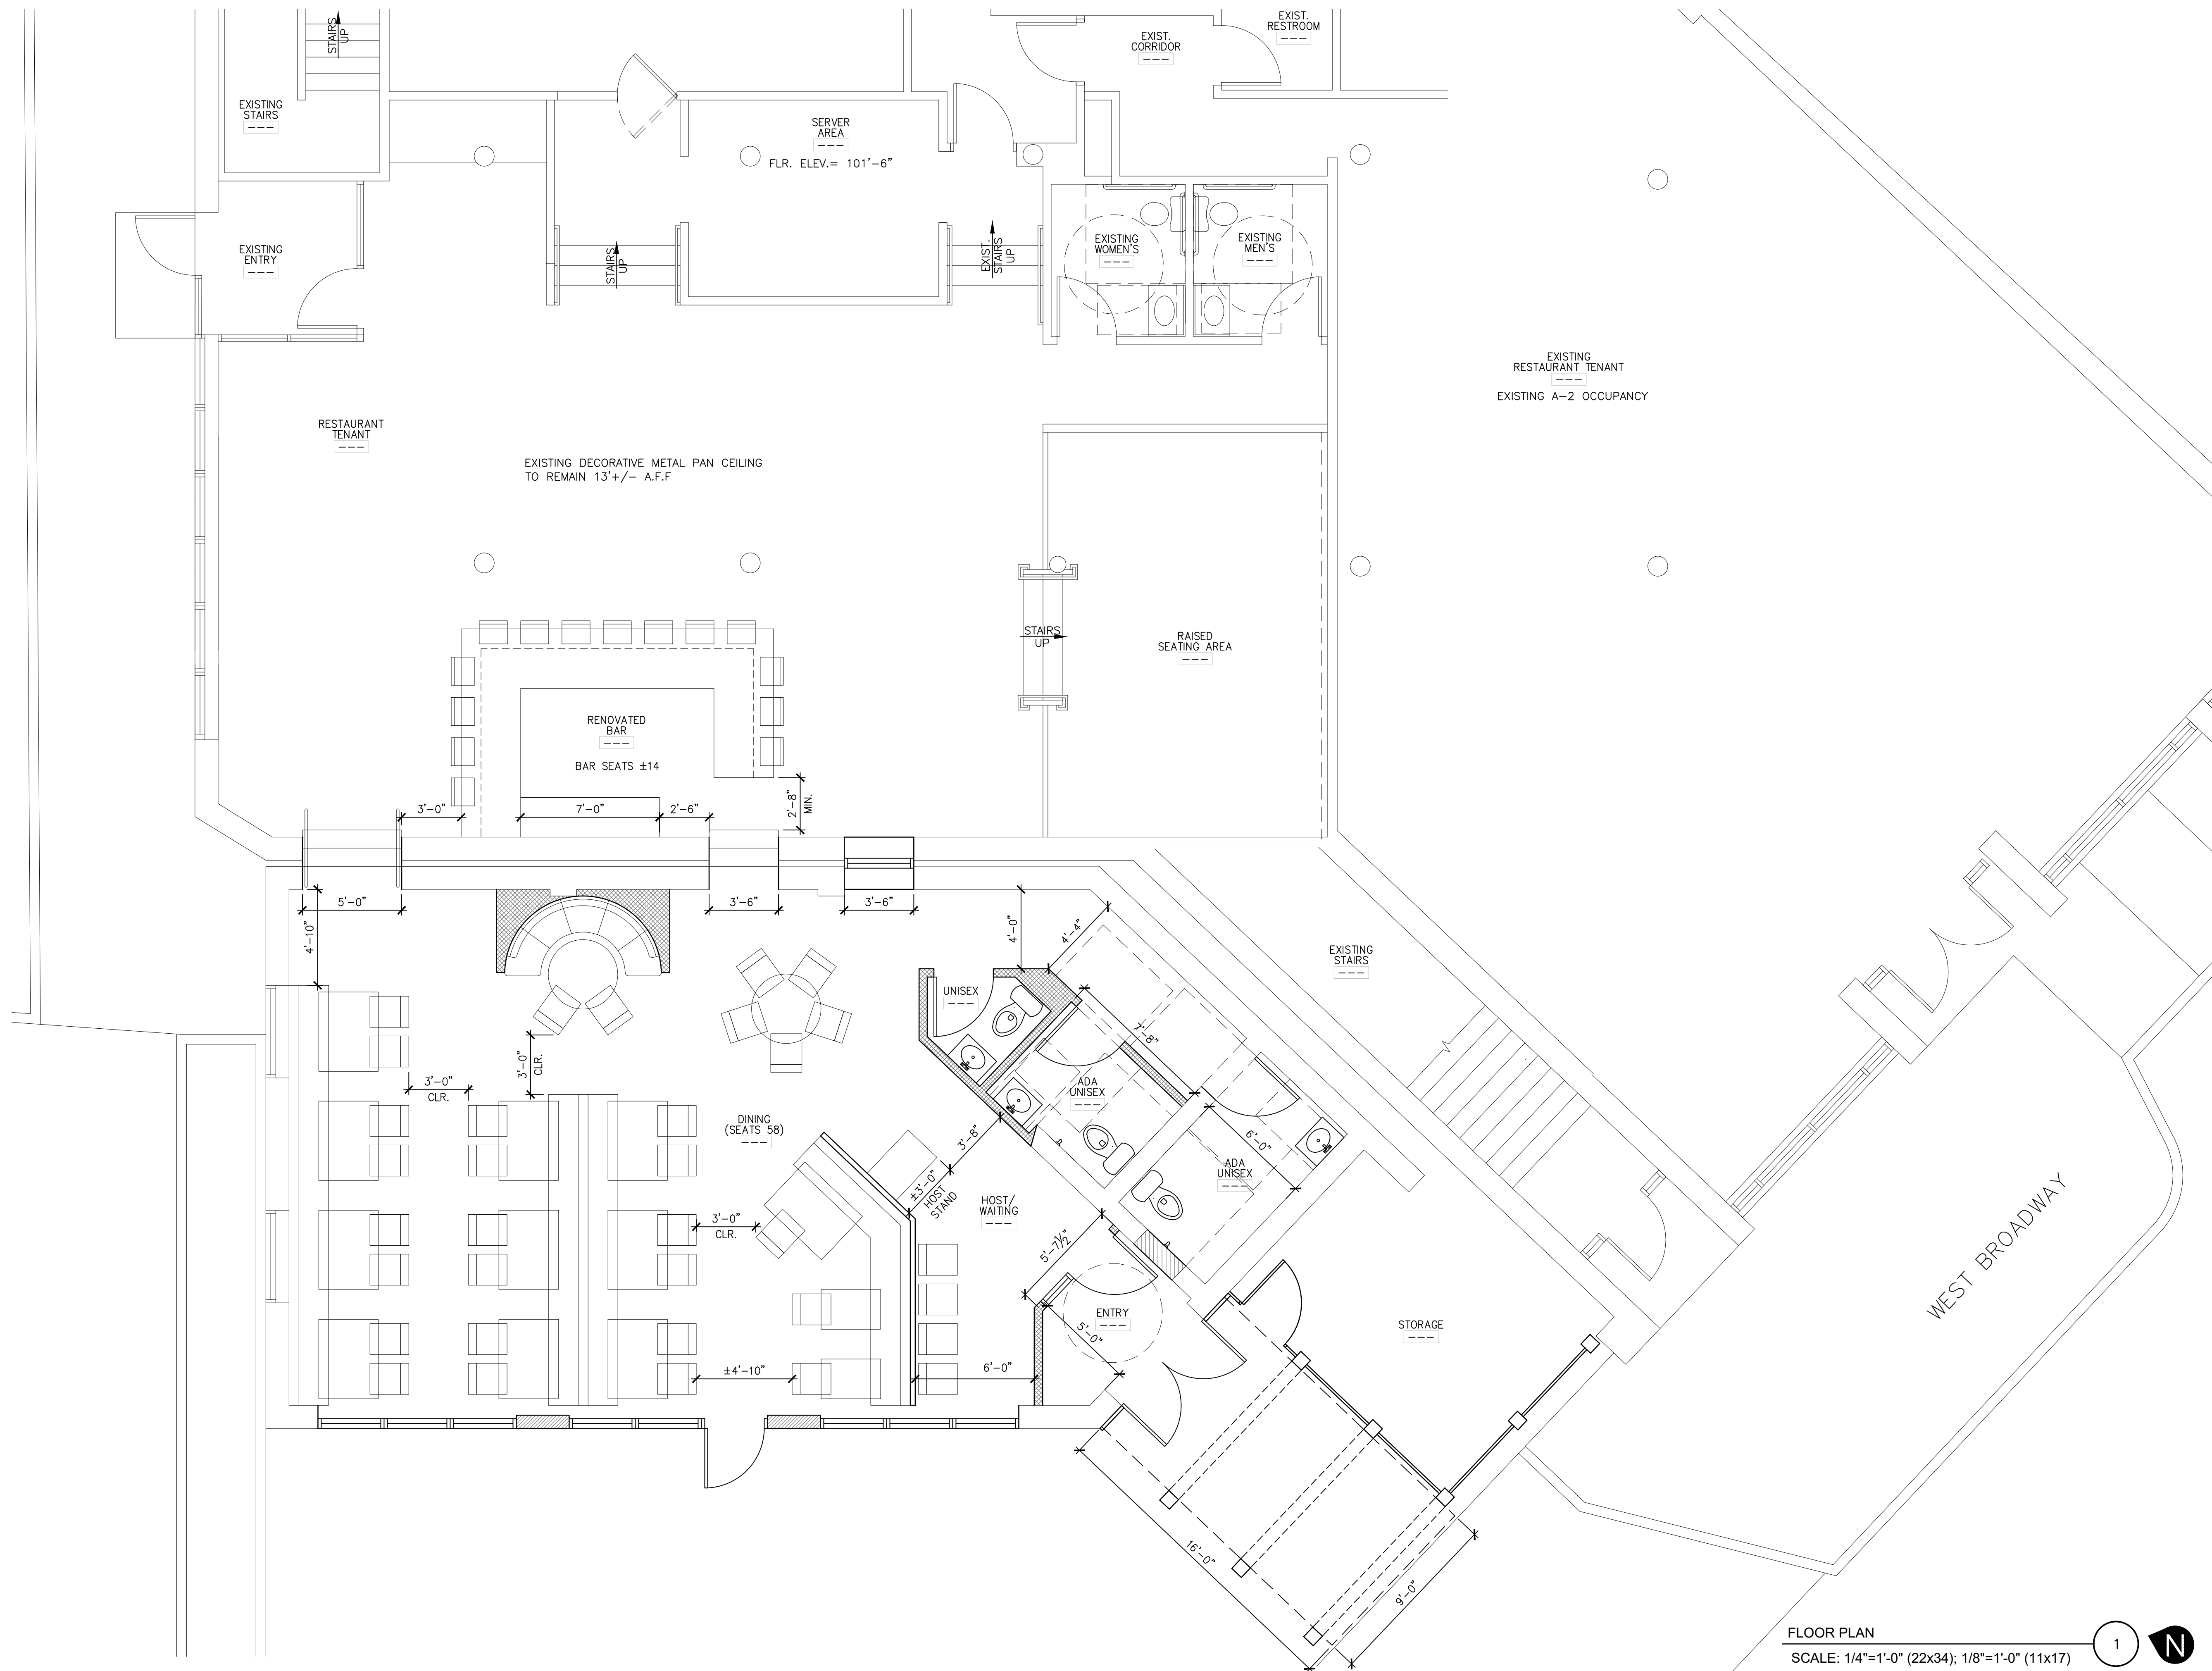 STAIRS
UP
EXIST.
CORRIDOR
---
EXIST.
RESTROOM
---
EXISTING
STAIRS
---
SERVER
AREA
---
FLR. ELEV.= 101'-6"
EXISTING
ENTRY
---
STAIRS
UP
EXIST.
STAIRS
UP
EXISTING
WOMEN'S
---
EXISTING
MEN'S
---
EXISTING
RESTAURANT TENANT
---
EXISTING A-2 OCCUPANCY
RESTAURANT
TENANT
---
EXISTING DECORATIVE METAL PAN CEILING
TO REMAIN 13'+/- A.F.F
STAIRS
UP
RAISED
SEATING AREA
---
RENOVATED
BAR
---
BAR SEATS ±14
3'-0"
7'-0"
2'-6"
2'-8"
MIN.
5'-0"
3'-6"
3'-6"
4'-10"
4'-0"
4'-4"
EXISTING
STAIRS
---
UNISEX
---
7'-8"
3'-0"
CLR.
3'-0"
CLR.
ADA
UNISEX
---
DINING
(SEATS 58)
---
3'-8"
6'-0"
ADA
UNISEX
---
±3'-0"
HOST
STAND
HOST/
WAITING
---
3'-0"
CLR.
5'-7½"
WEST BROADWAY
ENTRY
---
5'-0"
STORAGE
---
±4'-10"
6'-0"
16'-0"
9'-0"
FLOOR PLAN
SCALE: 1/4"=1'-0" (22x34); 1/8"=1'-0" (11x17)
1
N